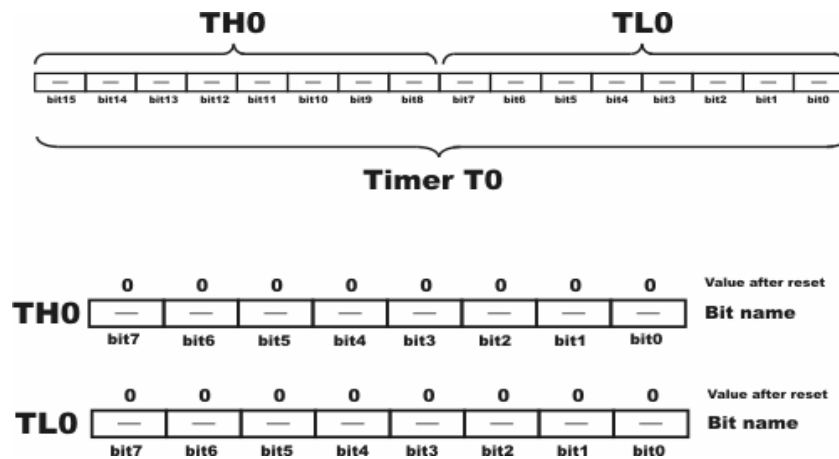 TH0 TL0
— — — — — — — — — — — — — — — —
bit15 bit14 bit13 bit12 bit11 bit10 bit9 bit8 bit7 bit6 bit5 bit4 bit3 bit2 bit1 bit0
Timer T0
0 0 0 0 0 0 0 0 Value after reset
TH0 — — — — — — — — Bit name
bit7 bit6 bit5 bit4 bit3 bit2 bit1 bit0
0 0 0 0 0 0 0 0 Value after reset
TL0 — — — — — — — — Bit name
bit7 bit6 bit5 bit4 bit3 bit2 bit1 bit0